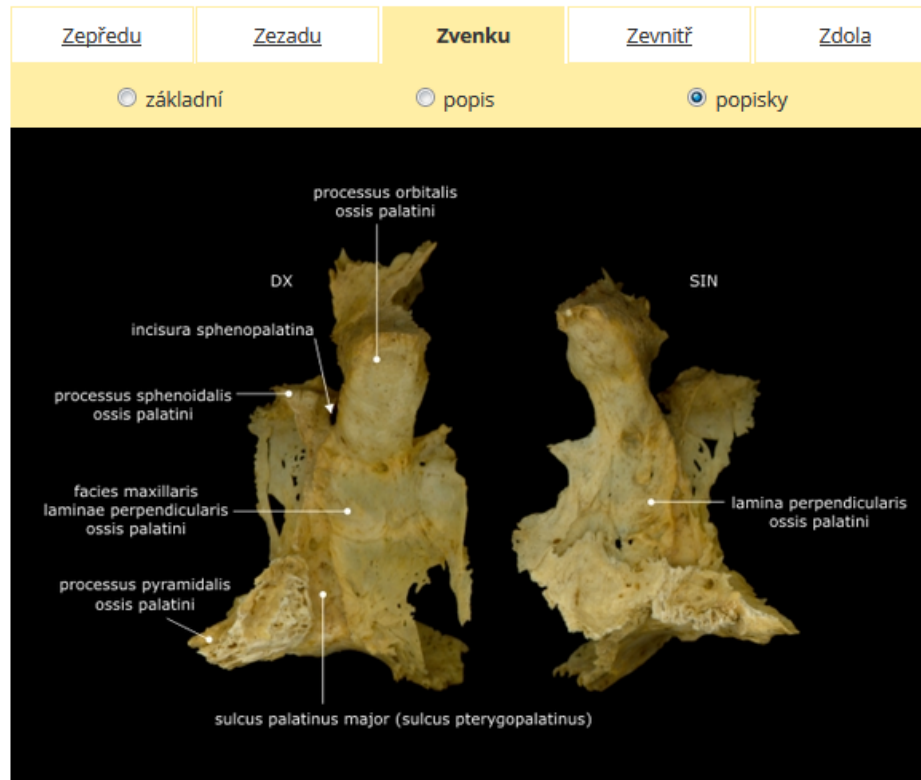 Zepředu Zezadu Zvenku Zevnitř Zdola
základní popis popisky
processus orbitalis
ossis palatini
DX
SIN
incisura sphenopalatina
processus sphenoidalis
ossis palatini
facies maxillaris
laminae perpendicularis
ossis palatini
lamina perpendicularis
ossis palatini
processus pyramidalis
ossis palatini
sulcus palatinus major (sulcus pterygopalatinus)